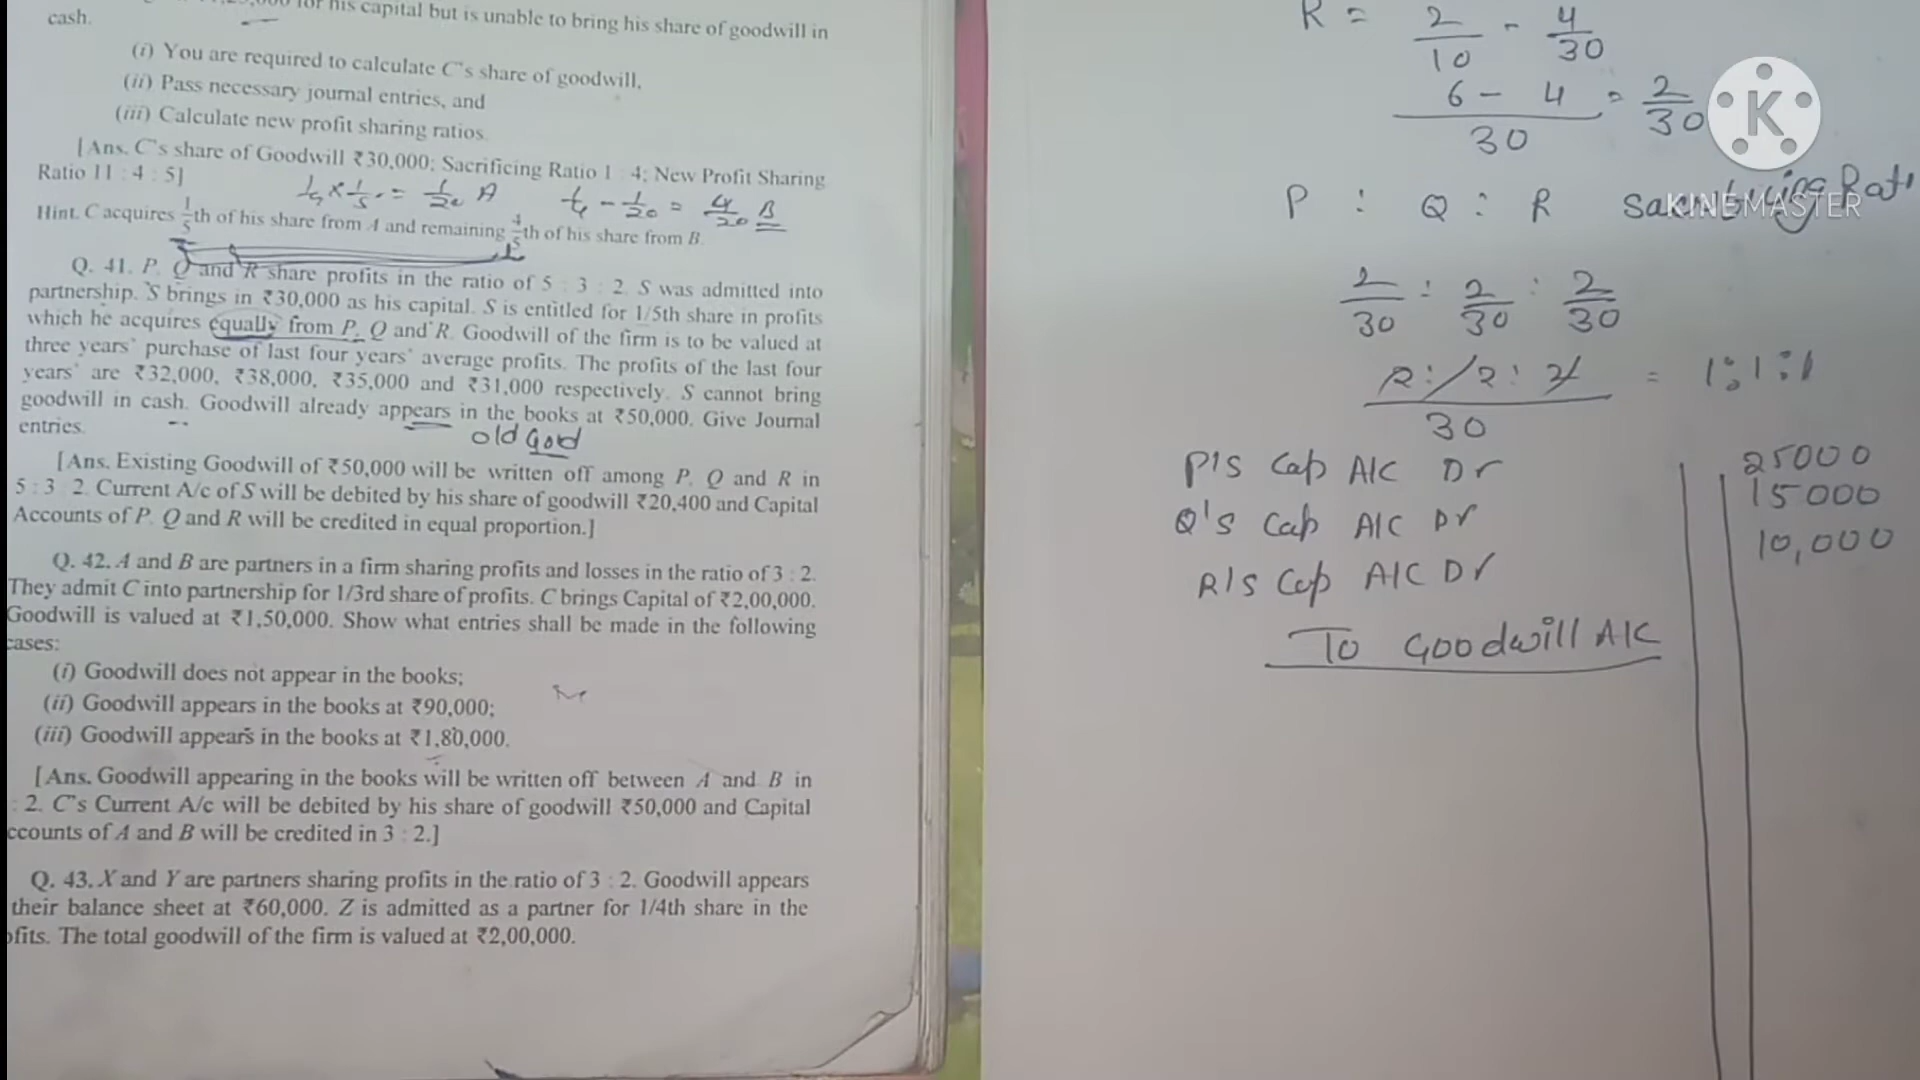 for his capital but is unable to bring his share of goodwill in
cash.
(i) You are required to calculate C's share of goodwill,
(ii) Pass necessary journal entries, and
(iii) Calculate new profit sharing ratios.
[Ans. C's share of Goodwill ₹30,000; Sacrificing Ratio 1 : 4; New Profit Sharing
Ratio 11 : 4 : 5]
1/4 × 1/5 = 1/20 A 1/4 - 1/20 = 4/20 B
Hint. C acquires 1/5th of his share from A and remaining 4/5th of his share from B.
Q. 41. P, Q and R share profits in the ratio of 5 : 3 : 2. S was admitted into
partnership. S brings in ₹30,000 as his capital. S is entitled for 1/5th share in profits
which he acquires equally from P, Q and R. Goodwill of the firm is to be valued at
three years' purchase of last four years' average profits. The profits of the last four
years' are ₹32,000, ₹38,000, ₹35,000 and ₹31,000 respectively. S cannot bring
goodwill in cash. Goodwill already appears in the books at ₹50,000. Give Journal
entries.
old Good
[Ans. Existing Goodwill of ₹50,000 will be written off among P, Q and R in
5 : 3 : 2. Current A/c of S will be debited by his share of goodwill ₹20,400 and Capital
Accounts of P, Q and R will be credited in equal proportion.]
Q. 42. A and B are partners in a firm sharing profits and losses in the ratio of 3 : 2.
They admit C into partnership for 1/3rd share of profits. C brings Capital of ₹2,00,000.
Goodwill is valued at ₹1,50,000. Show what entries shall be made in the following
cases:
(i) Goodwill does not appear in the books;
(ii) Goodwill appears in the books at ₹90,000;
(iii) Goodwill appears in the books at ₹1,80,000.
[Ans. Goodwill appearing in the books will be written off between A and B in
: 2. C's Current A/c will be debited by his share of goodwill ₹50,000 and Capital
ccounts of A and B will be credited in 3 : 2.]
Q. 43. X and Y are partners sharing profits in the ratio of 3 : 2. Goodwill appears
their balance sheet at ₹60,000. Z is admitted as a partner for 1/4th share in the
ofits. The total goodwill of the firm is valued at ₹2,00,000.
R = 2/10 - 4/30
6 - 4 / 30 = 2/30
K
KINEMASTER
P : Q : R Sacrificing Rati
2/30 : 2/30 : 2/30
2 : 2 : 2 / 30 = 1:1:1
P's Cap A/C Dr 25000
Q's Cap A/C Dr 15000
R's Cap A/C Dr 10,000
To Goodwill A/C